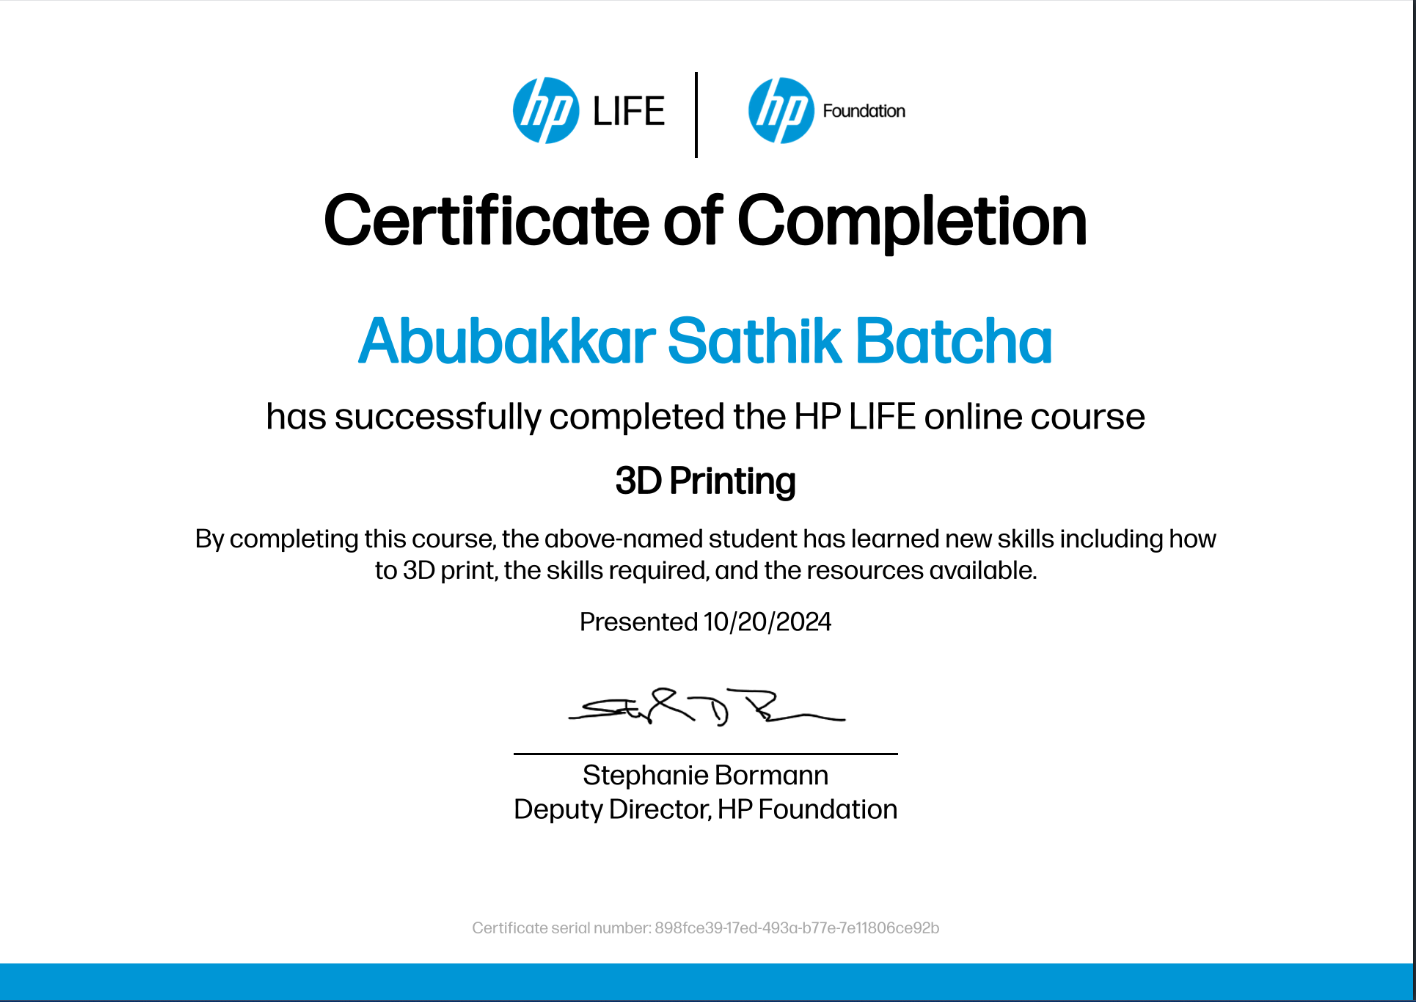 hp LIFE
hp Foundation
Certificate of Completion
Abubakkar Sathik Batcha
has successfully completed the HP LIFE online course
3D Printing
By completing this course, the above-named student has learned new skills including how
to 3D print, the skills required, and the resources available.
Presented 10/20/2024
Stephanie Bormann
Deputy Director, HP Foundation
Certificate serial number: 898fce39-17ed-493a-b77e-7e11806ce92b